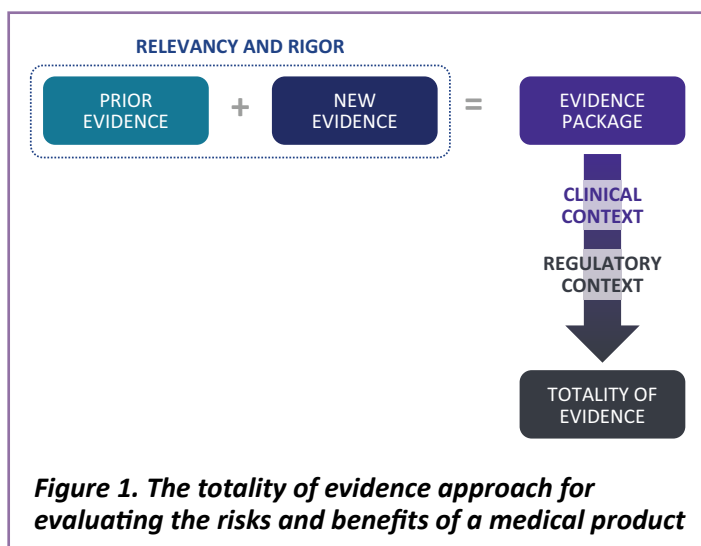 RELEVANCY AND RIGOR
PRIOR
EVIDENCE
+
NEW
EVIDENCE
=
EVIDENCE
PACKAGE
CLINICAL
CONTEXT
REGULATORY
CONTEXT
TOTALITY OF
EVIDENCE
Figure 1. The totality of evidence approach for
evaluating the risks and benefits of a medical product